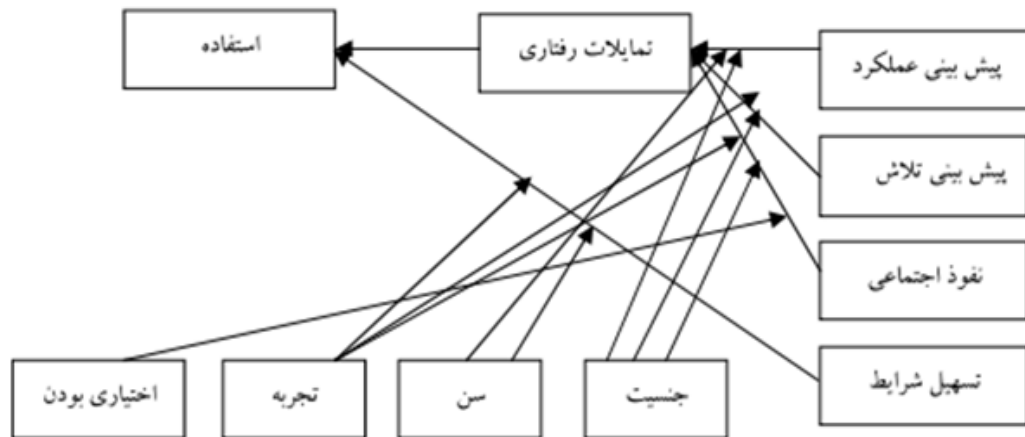 استفاده
تمایلات رفتاری
پیش بینی عملکرد
پیش بینی تلاش
نفوذ اجتماعی
تسهیل شرایط
جنسیت
سن
تجربه
اختیاری بودن